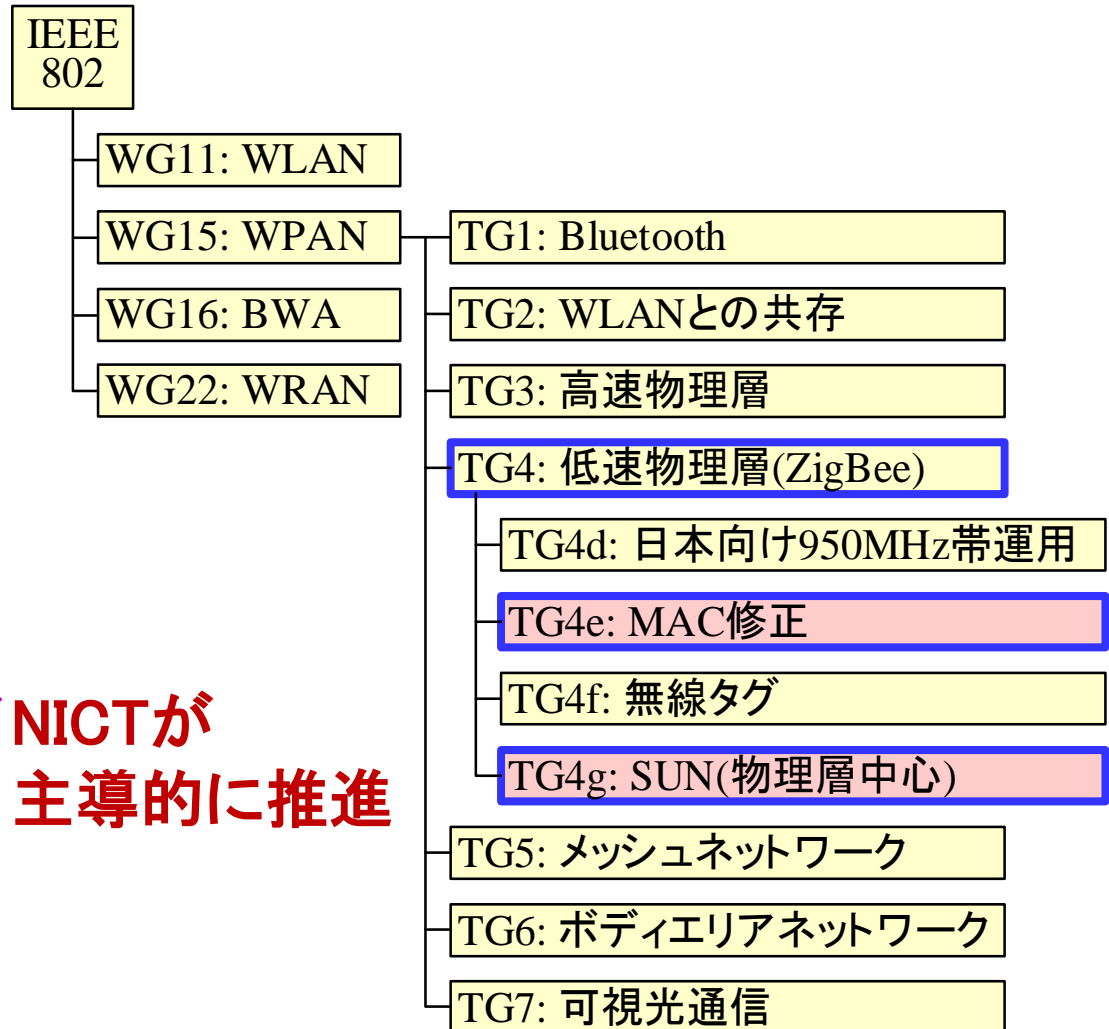 IEEE
802
WG11: WLAN
WG15: WPAN
WG16: BWA
WG22: WRAN
TG1: Bluetooth
TG2: WLANとの共存
TG3: 高速物理層
TG4: 低速物理層(ZigBee)
TG4d: 日本向け950MHz帯運用
TG4e: MAC修正
TG4f: 無線タグ
TG4g: SUN(物理層中心)
TG5: メッシュネットワーク
TG6: ボディエリアネットワーク
TG7: 可視光通信
NICTが
主導的に推進